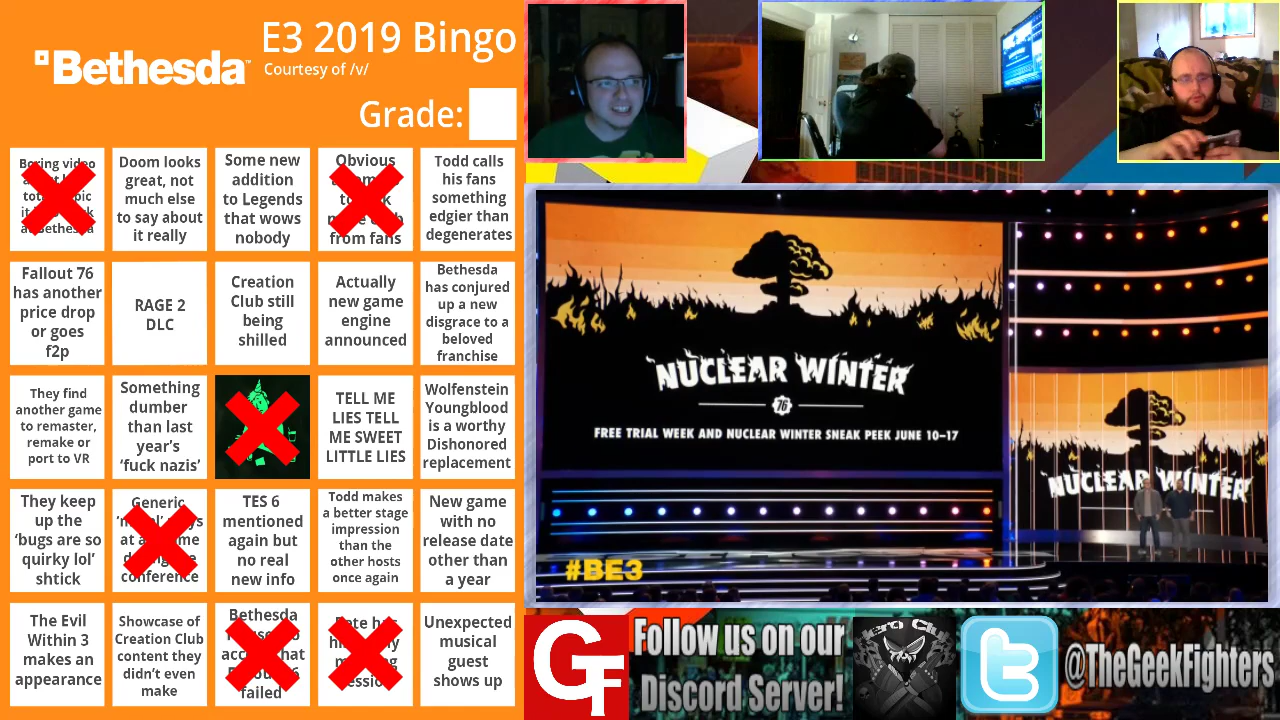 Bethesda
E3 2019 Bingo
Courtesy of /v/
Grade:
Boring video
Doom looks
great, not
much else
to say about
it really
Some new
addition
to Legends
that wows
nobody
Obvious
from fans
Todd calls
his fans
something
edgier than
degenerates
Fallout 76
has another
price drop
or goes
f2p
RAGE 2
DLC
Creation
Club still
being
shilled
Actually
new game
engine
announced
Bethesda
has conjured
up a new
disgrace to a
beloved
franchise
They find
another game
to remaster,
remake or
port to VR
Something
dumber
than last
year's
'fuck nazis'
TELL ME
LIES TELL
ME SWEET
LITTLE LIES
Wolfenstein
Youngblood
is a worthy
Dishonored
replacement
They keep
up the
'bugs are so
quirky lol'
shtick
Generic
conference
TES 6
mentioned
again but
no real
new info
Todd makes
a better stage
impression
than the
other hosts
once again
New game
with no
release date
other than
a year
The Evil
Within 3
makes an
appearance
Showcase of
Creation Club
content they
didn't even
make
Bethesda
failed
Unexpected
musical
guest
shows up
NUCLEAR WINTER
76
FREE TRIAL WEEK AND NUCLEAR WINTER SNEAK PEEK JUNE 10–17
NUCLEAR WINTER
#BE3
GF
Follow us on our
Discord Server!
@TheGeekFighters